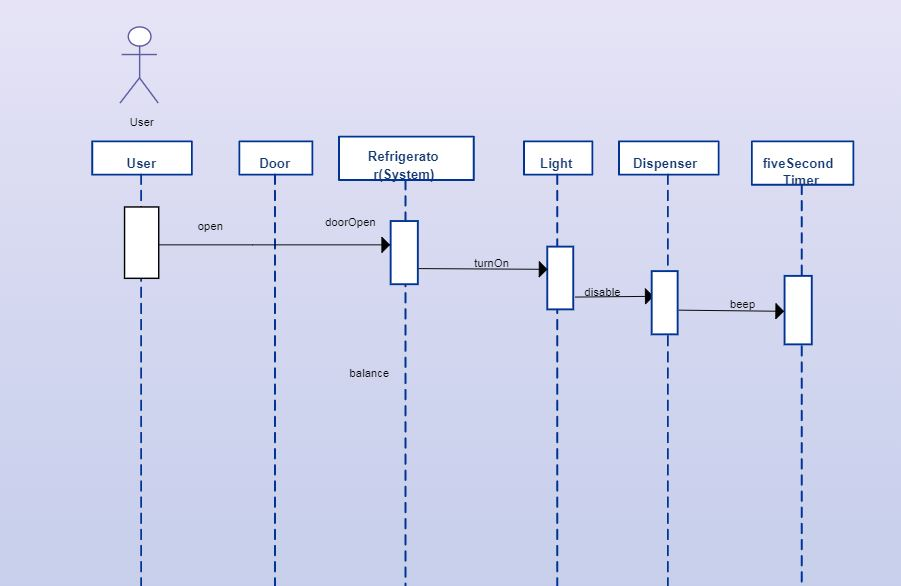 User
User
Door
Refrigerato
r(System)
Light
Dispenser
fiveSecond
Timer
open
doorOpen
turnOn
disable
beep
balance